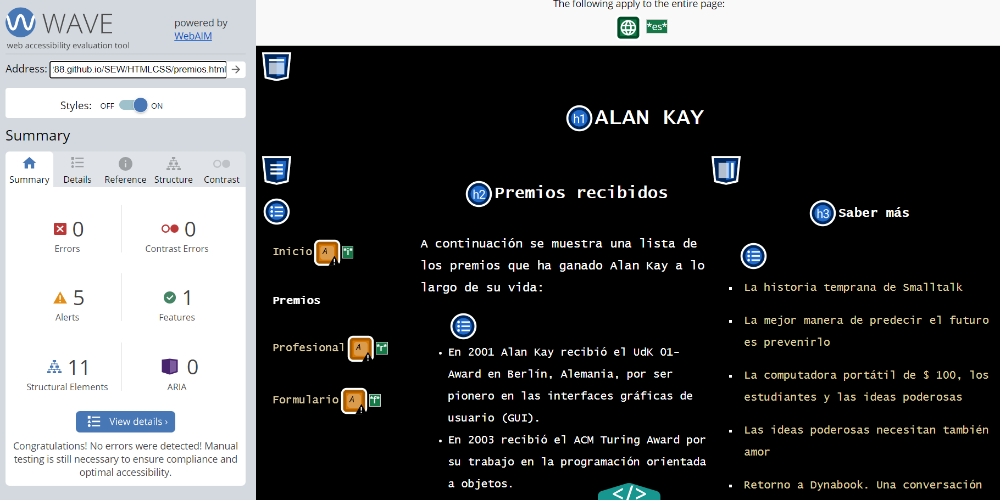 WAVE
web accessibility evaluation tool
powered by
WebAIM
Address:
:88.github.io/SEW/HTMLCSS/premios.html
Styles: OFF ON
Summary
Summary Details Reference Structure Contrast
0 Errors
0 Contrast Errors
5 Alerts
1 Features
11 Structural Elements
0 ARIA
View details ›
Congratulations! No errors were detected! Manual
testing is still necessary to ensure compliance and
optimal accessibility.
The following apply to the entire page:
*es*
h1 ALAN KAY
Inicio A *i*
Premios
Profesional A *r*
Formulario A *f*
h2 Premios recibidos
A continuación se muestra una lista de
los premios que ha ganado Alan Kay a lo
largo de su vida:
• En 2001 Alan Kay recibió el UdK 01-
Award en Berlín, Alemania, por ser
pionero en las interfaces gráficas de
usuario (GUI).
• En 2003 recibió el ACM Turing Award por
su trabajo en la programación orientada
a objetos.
</>
h3 Saber más
▪ La historia temprana de Smalltalk
▪ La mejor manera de predecir el futuro
es prevenirlo
▪ La computadora portátil de $ 100, los
estudiantes y las ideas poderosas
▪ Las ideas poderosas necesitan también
amor
▪ Retorno a Dynabook. Una conversación